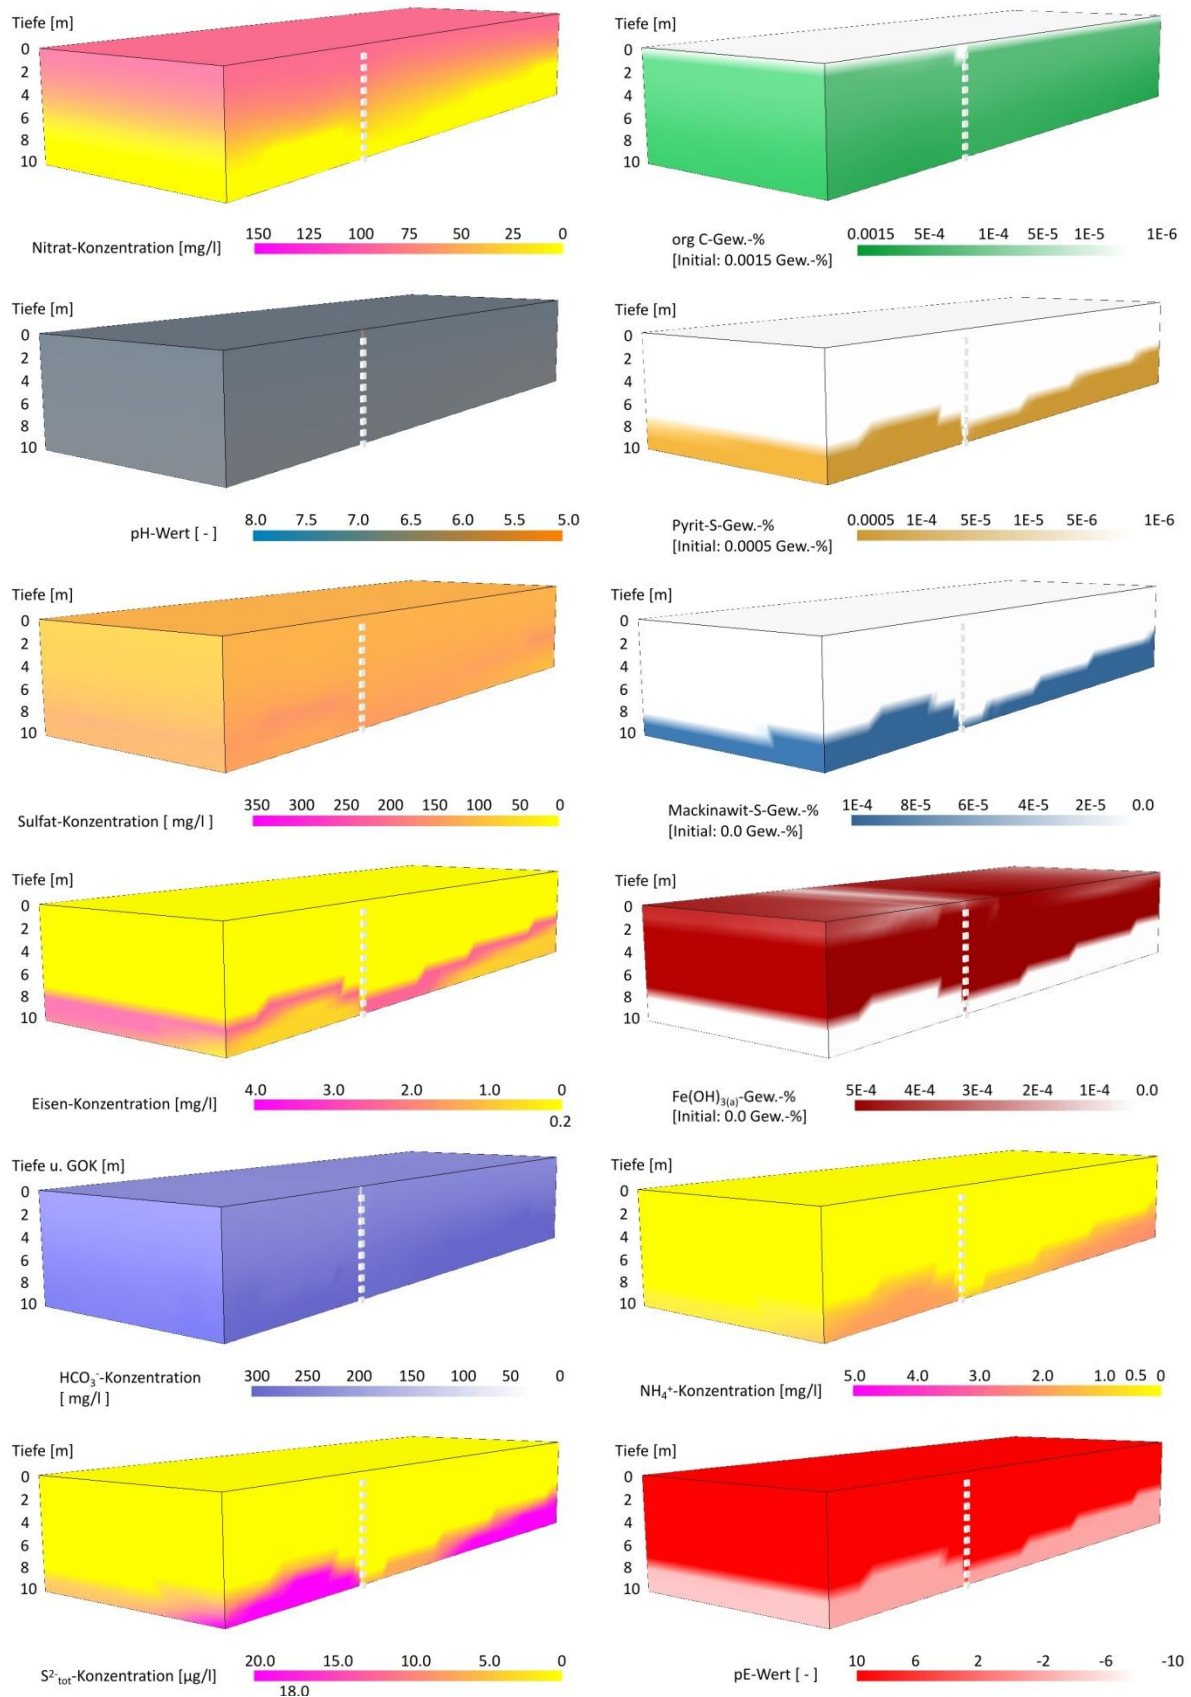 Tiefe [m]
0
2
4
6
8
10
150 125 100 75 50 25 0
Nitrat-Konzentration [mg/l]
0.0015 5E-4 1E-4 5E-5 1E-5 1E-6
org C-Gew.-%
[Initial: 0.0015 Gew.-%]
Tiefe [m]
0
2
4
6
8
10
8.0 7.5 7.0 6.5 6.0 5.5 5.0
pH-Wert [ - ]
Tiefe [m]
0
2
4
6
8
10
0.0005 1E-4 5E-5 1E-5 5E-6 1E-6
Pyrit-S-Gew.-%
[Initial: 0.0005 Gew.-%]
Tiefe [m]
0
2
4
6
8
10
350 300 250 200 150 100 50 0
Sulfat-Konzentration [ mg/l ]
Tiefe [m]
0
2
4
6
8
10
1E-4 8E-5 6E-5 4E-5 2E-5 0.0
Mackinawit-S-Gew.-%
[Initial: 0.0 Gew.-%]
Tiefe [m]
0
2
4
6
8
10
4.0 3.0 2.0 1.0 0
0.2
Eisen-Konzentration [mg/l]
Tiefe [m]
0
2
4
6
8
10
5E-4 4E-4 3E-4 2E-4 1E-4 0.0
Fe(OH)3(a)-Gew.-%
[Initial: 0.0 Gew.-%]
Tiefe u. GOK [m]
0
2
4
6
8
10
300 250 200 150 100 50 0
HCO₃⁻-Konzentration
[ mg/l ]
Tiefe [m]
0
2
4
6
8
10
5.0 4.0 3.0 2.0 1.0 0.5 0
NH₄⁺-Konzentration [mg/l]
Tiefe [m]
0
2
4
6
8
10
20.0 15.0 10.0 5.0 0
18.0
S²⁻tot-Konzentration [µg/l]
Tiefe [m]
0
2
4
6
8
10
10 6 2 -2 -6 -10
pE-Wert [ - ]
Tiefe [m]
0
2
4
6
8
10